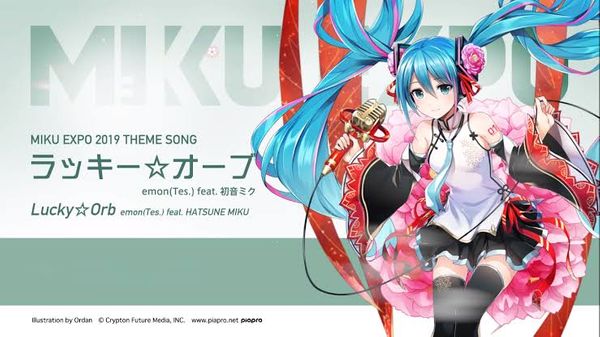 MIKU EXPO
MIKU EXPO 2019 THEME SONG
ラッキー☆オーブ
emon(Tes.) feat. 初音ミク
Lucky☆Orb emon(Tes.) feat. HATSUNE MIKU
01
Illustration by Ordan © Crypton Future Media, INC. www.piapro.net piapro